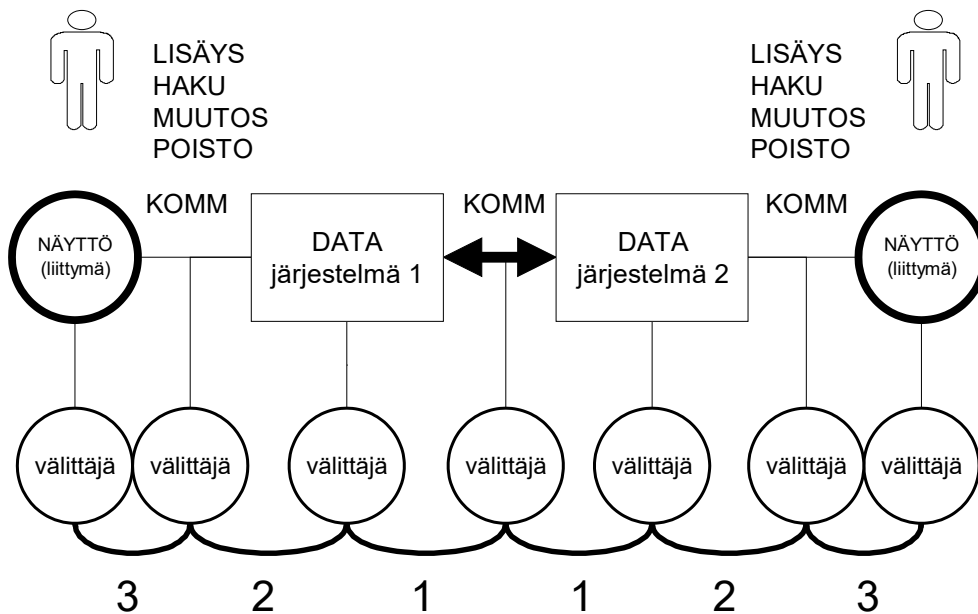 LISÄYS
HAKU
MUUTOS
POISTO
LISÄYS
HAKU
MUUTOS
POISTO
KOMM
KOMM
KOMM
NÄYTTÖ
(liittymä)
DATA
järjestelmä 1
DATA
järjestelmä 2
NÄYTTÖ
(liittymä)
välittäjä
välittäjä
välittäjä
välittäjä
välittäjä
välittäjä
välittäjä
3
2
1
1
2
3